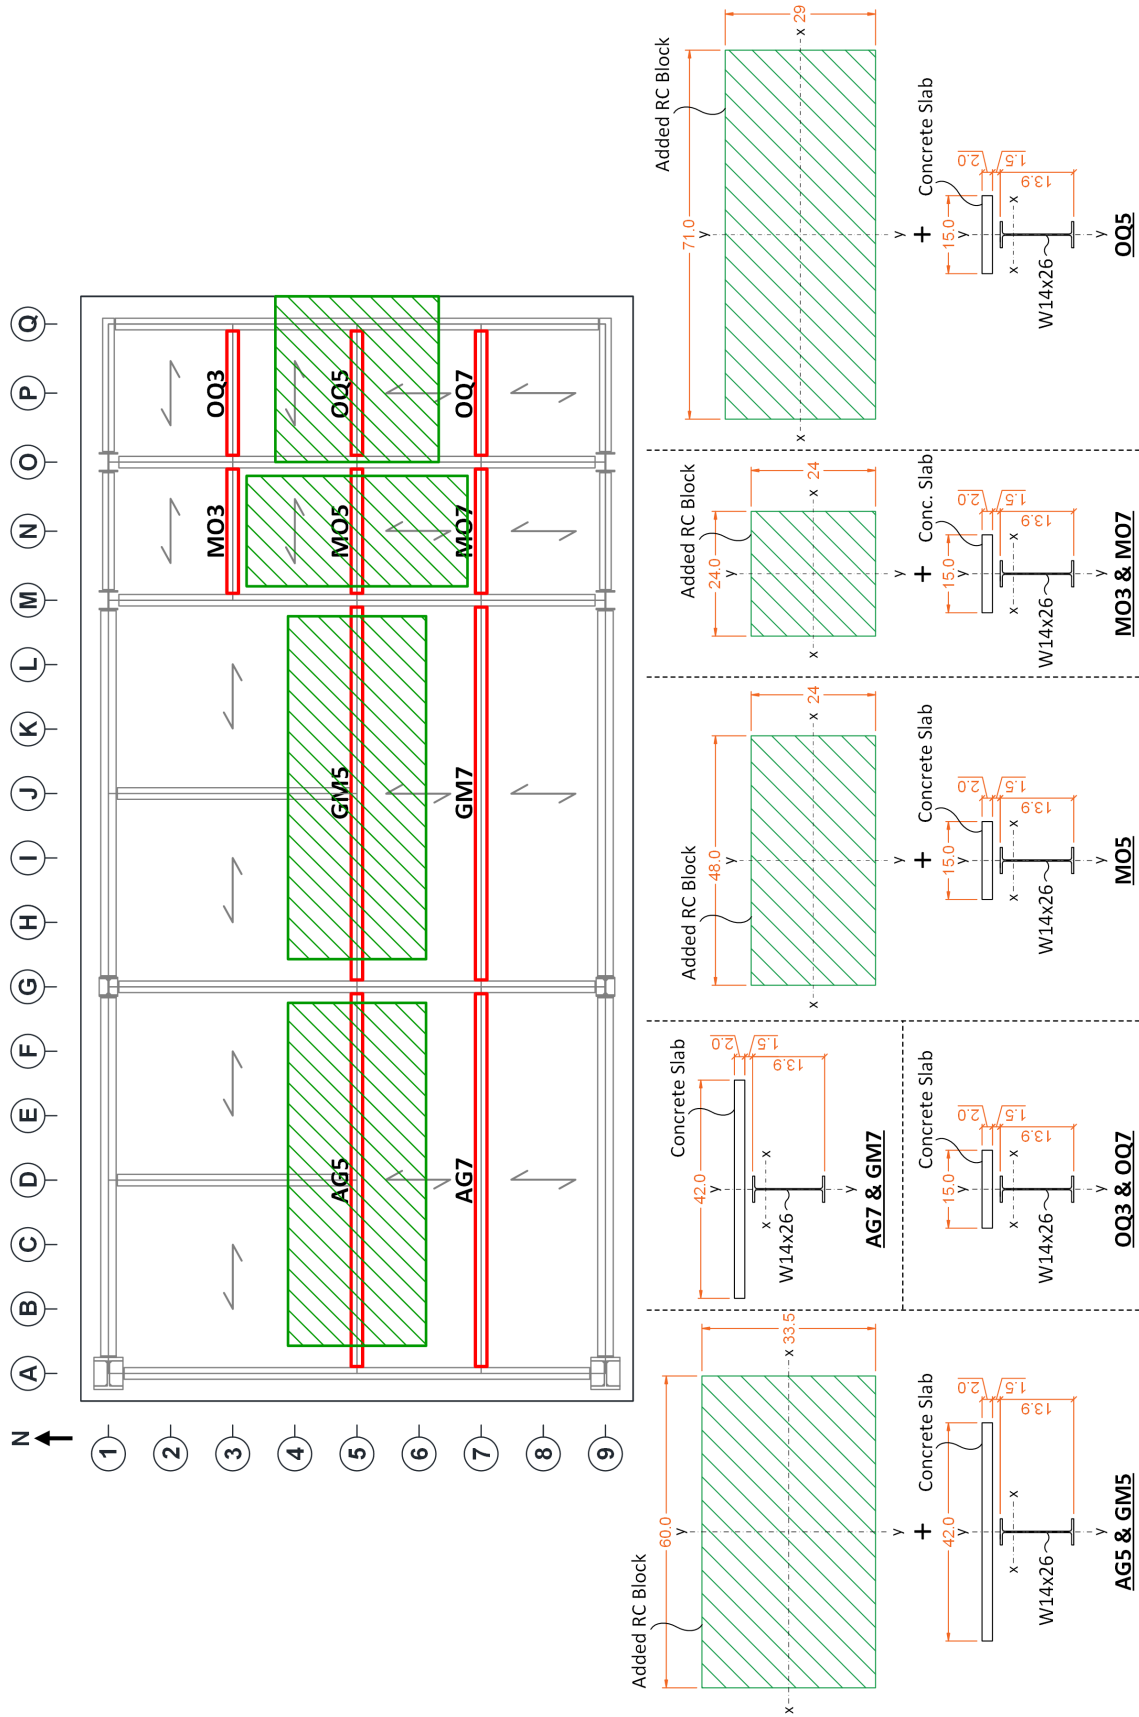 N
A
B
C
D
E
F
G
H
I
J
K
L
M
N
O
P
Q
1
2
3
4
5
6
7
8
9
MO3
OQ3
AG5
GM5
MO5
OQ5
AG7
GM7
MO7
OQ7
Added RC Block
60.0
33.5
y
x
x
y
+
Concrete Slab
42.0
2.0
1.5
13.9
y
x
x
y
W14x26
AG5 & GM5
Concrete Slab
42.0
2.0
1.5
13.9
y
x
x
y
W14x26
AG7 & GM7
Concrete Slab
15.0
2.0
1.5
13.9
y
x
x
y
W14x26
OQ3 & OQ7
Added RC Block
48.0
24
y
x
x
y
+
Concrete Slab
15.0
2.0
1.5
13.9
y
x
x
y
W14x26
MO5
Added RC Block
24.0
24
y
x
x
y
+
Conc. Slab
15.0
2.0
1.5
13.9
y
x
x
y
W14x26
MO3 & MO7
Added RC Block
71.0
29
y
x
x
y
+
Concrete Slab
15.0
2.0
1.5
13.9
y
x
x
y
W14x26
OQ5